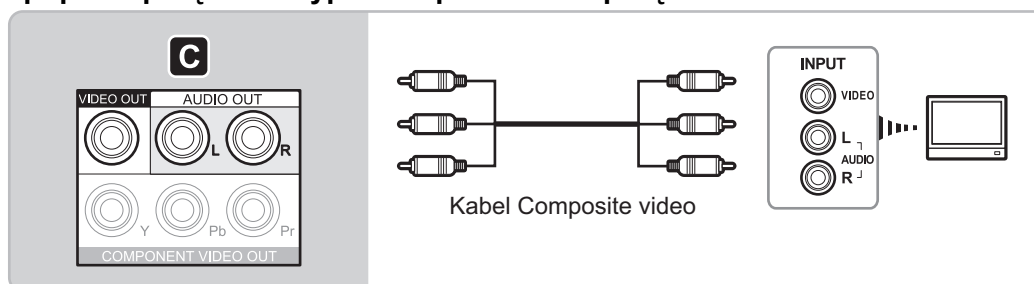 C
VIDEO OUT AUDIO OUT
L R
Y Pb Pr
COMPONENT VIDEO OUT
Kabel Composite video
INPUT
VIDEO
L
AUDIO
R